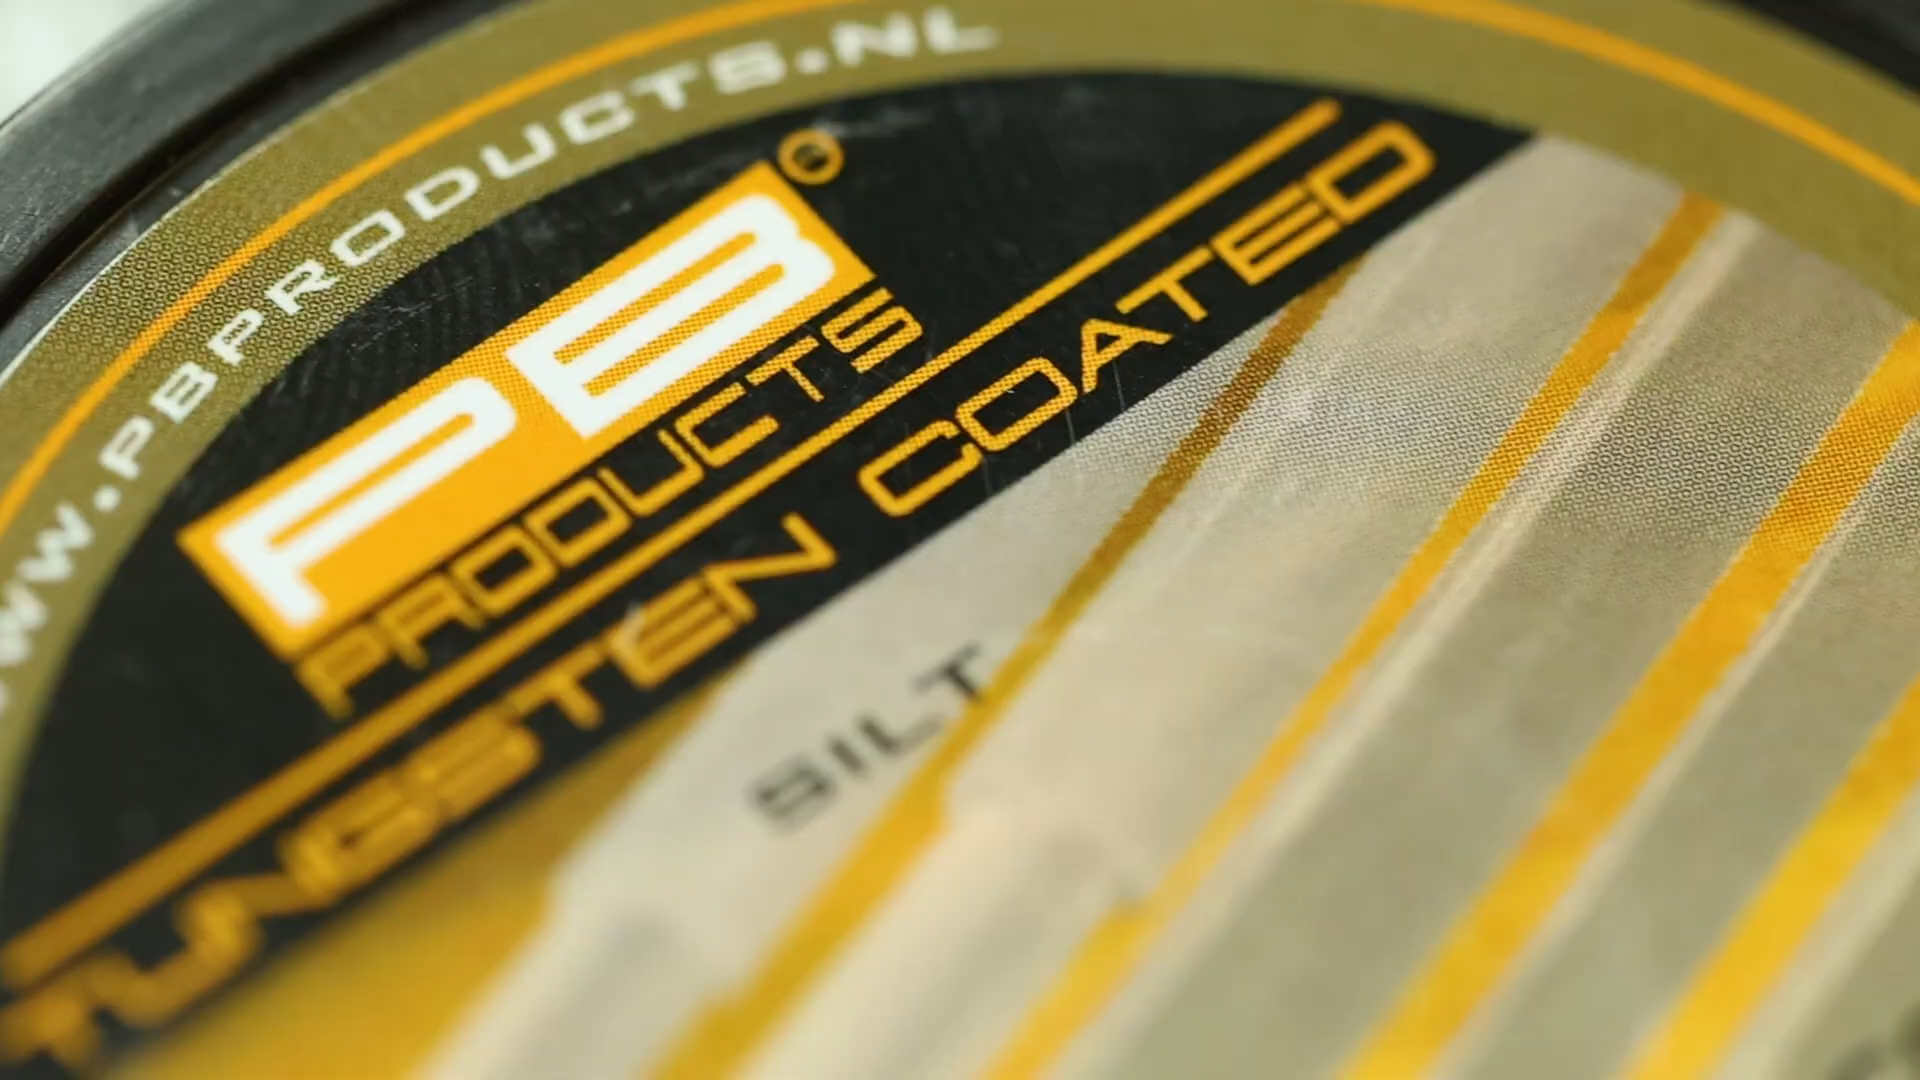 WWW.PBPRODUCTS.NL
PB®
PRODUCTS
TUNGSTEN COATED
SILT